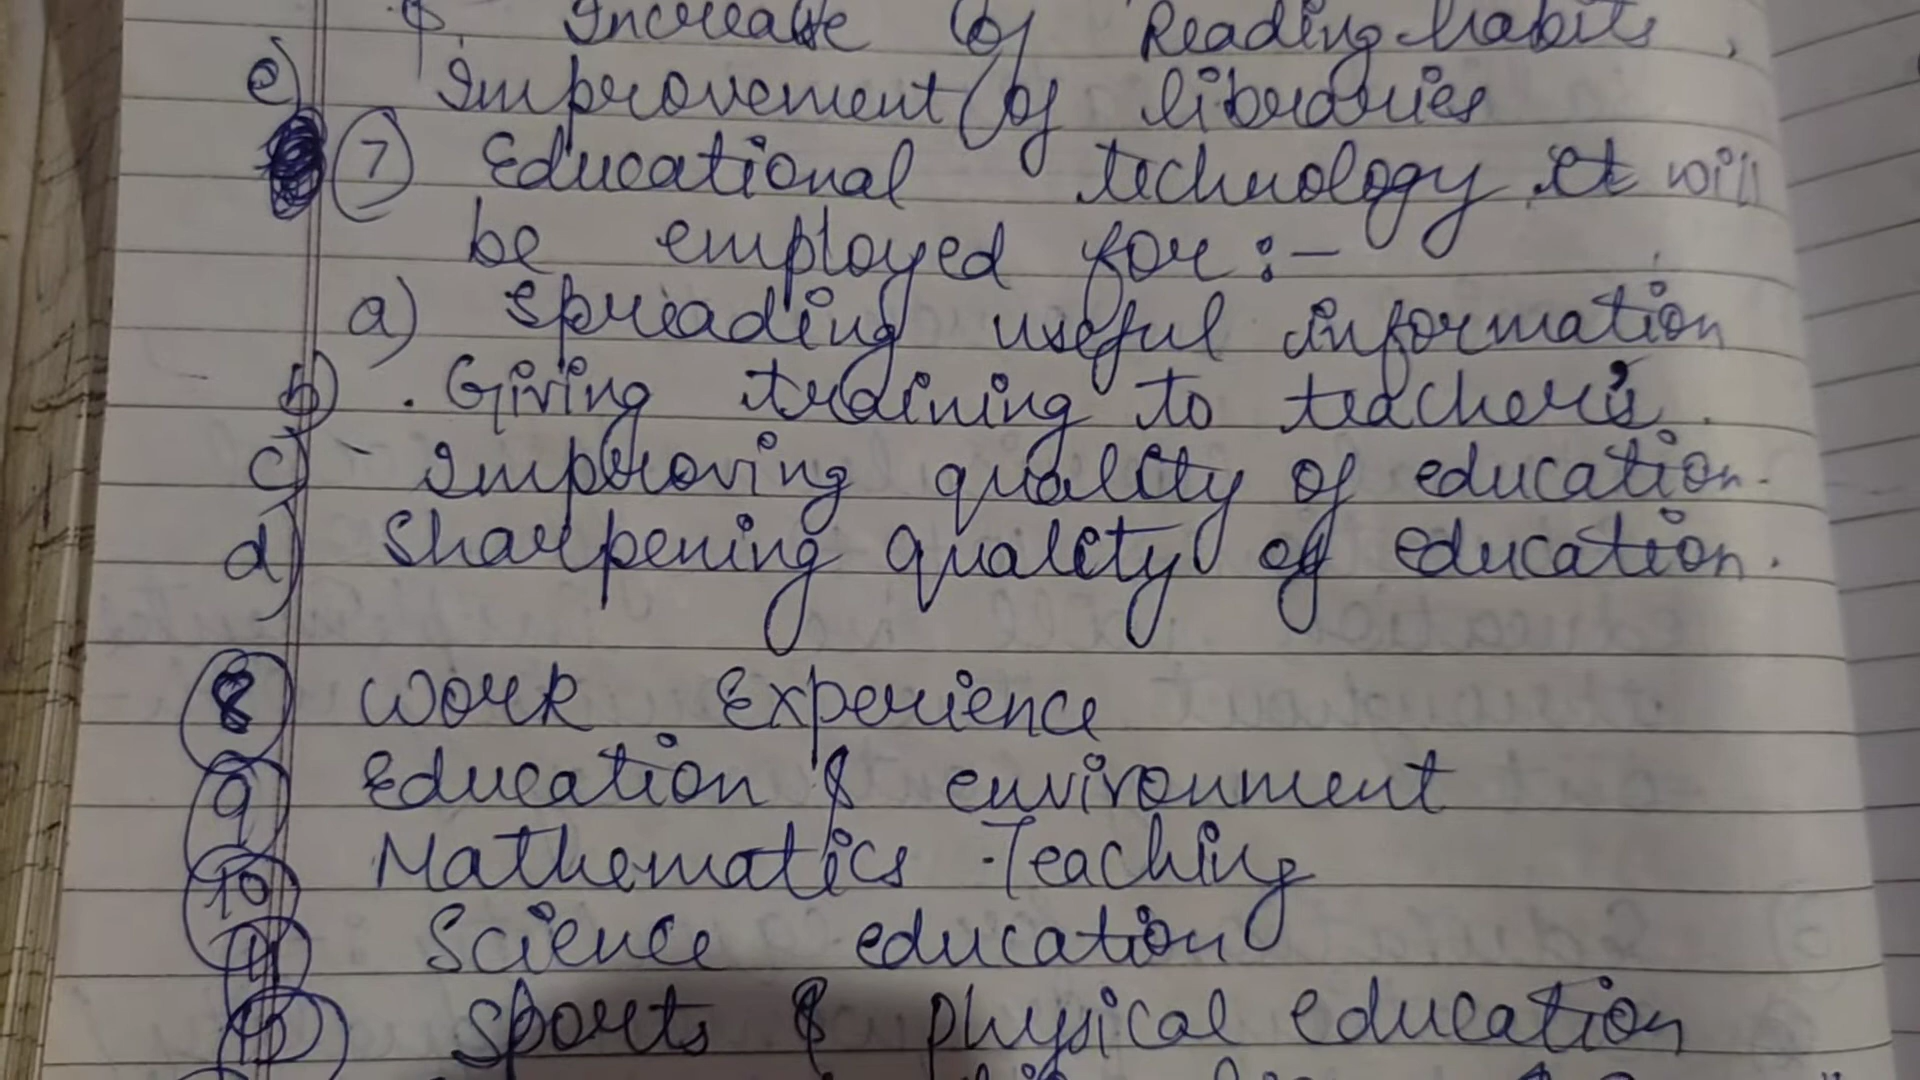 Increase of Reading habits,
e) Improvement of libraries
7 Educational technology it will
be employed for:-
a) Spreading useful information
b) . Giving training to teacher's.
c) - Improving quality of education.
d) Sharpening quality of education.
8 Work Experience
9 Education & environment
10 Mathematics Teaching
11 Science education
Sports & physical education